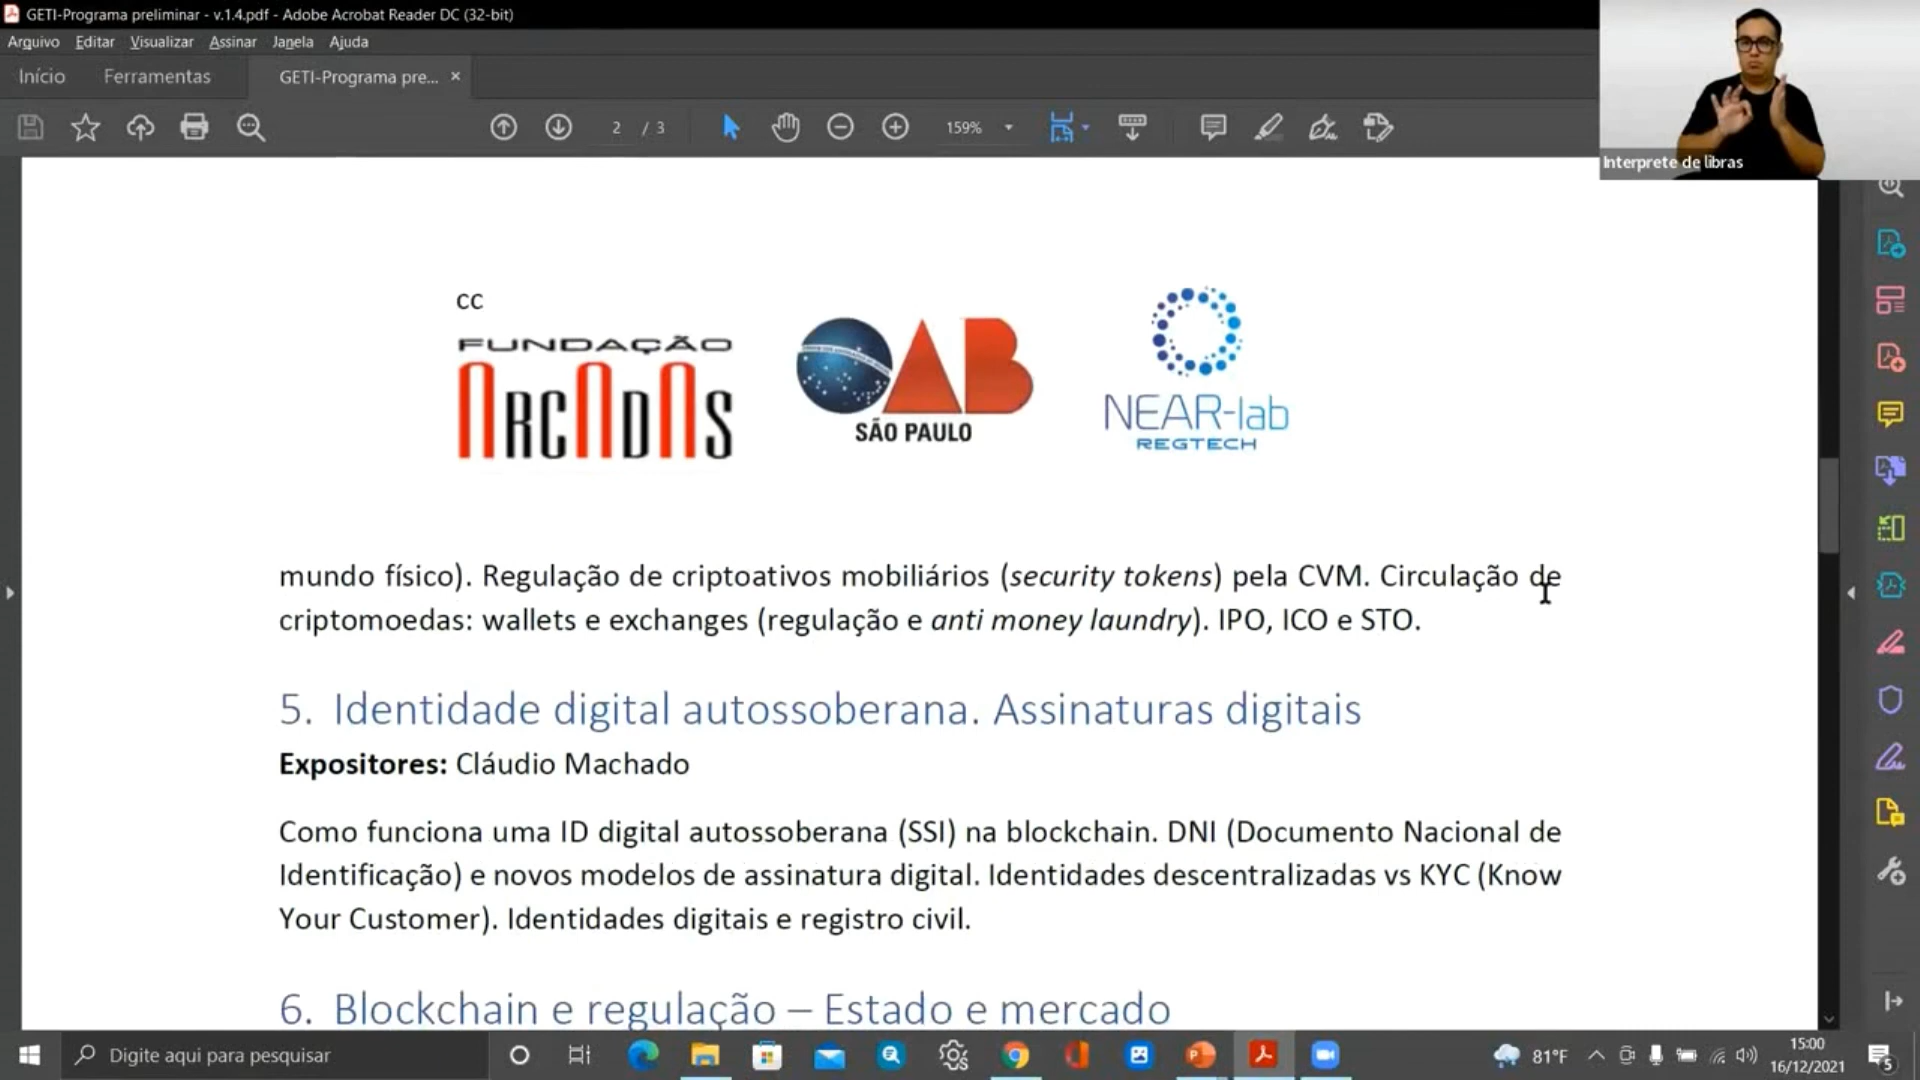 GETI-Programa preliminar - v.1.4.pdf - Adobe Acrobat Reader DC (32-bit)
Arquivo Editar Visualizar Assinar Janela Ajuda
Início Ferramentas GETI-Programa pre... ×
2 / 3 159%
Interprete de libras
cc
FUNDAÇÃO
ARCADAS
OAB
SÃO PAULO
NEAR-lab
REGTECH
mundo físico). Regulação de criptoativos mobiliários (security tokens) pela CVM. Circulação de
criptomoedas: wallets e exchanges (regulação e anti money laundry). IPO, ICO e STO.
5. Identidade digital autossoberana. Assinaturas digitais
Expositores: Cláudio Machado
Como funciona uma ID digital autossoberana (SSI) na blockchain. DNI (Documento Nacional de
Identificação) e novos modelos de assinatura digital. Identidades descentralizadas vs KYC (Know
Your Customer). Identidades digitais e registro civil.
6. Blockchain e regulação – Estado e mercado
Digite aqui para pesquisar
81°F
15:00
16/12/2021
5